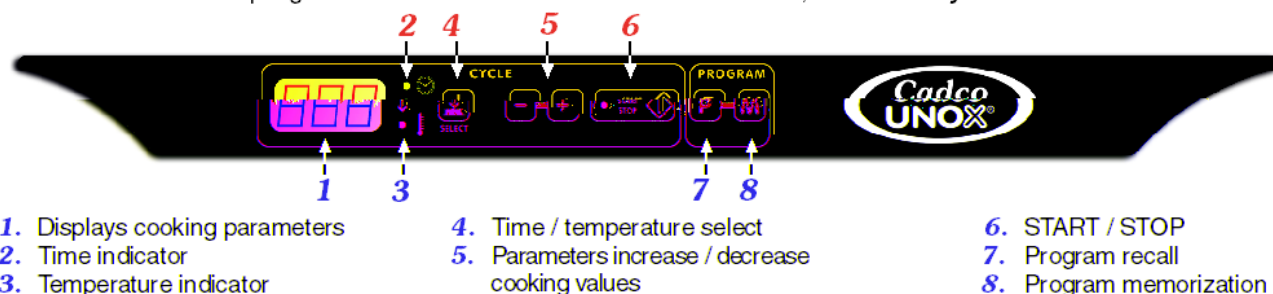 2 4 5 6
CYCLE PROGRAM
888
SELECT
START
STOP
P M
Cadco
UNOX®
1 3 7 8
1. Displays cooking parameters
2. Time indicator
3. Temperature indicator
4. Time / temperature select
5. Parameters increase / decrease
cooking values
6. START / STOP
7. Program recall
8. Program memorization